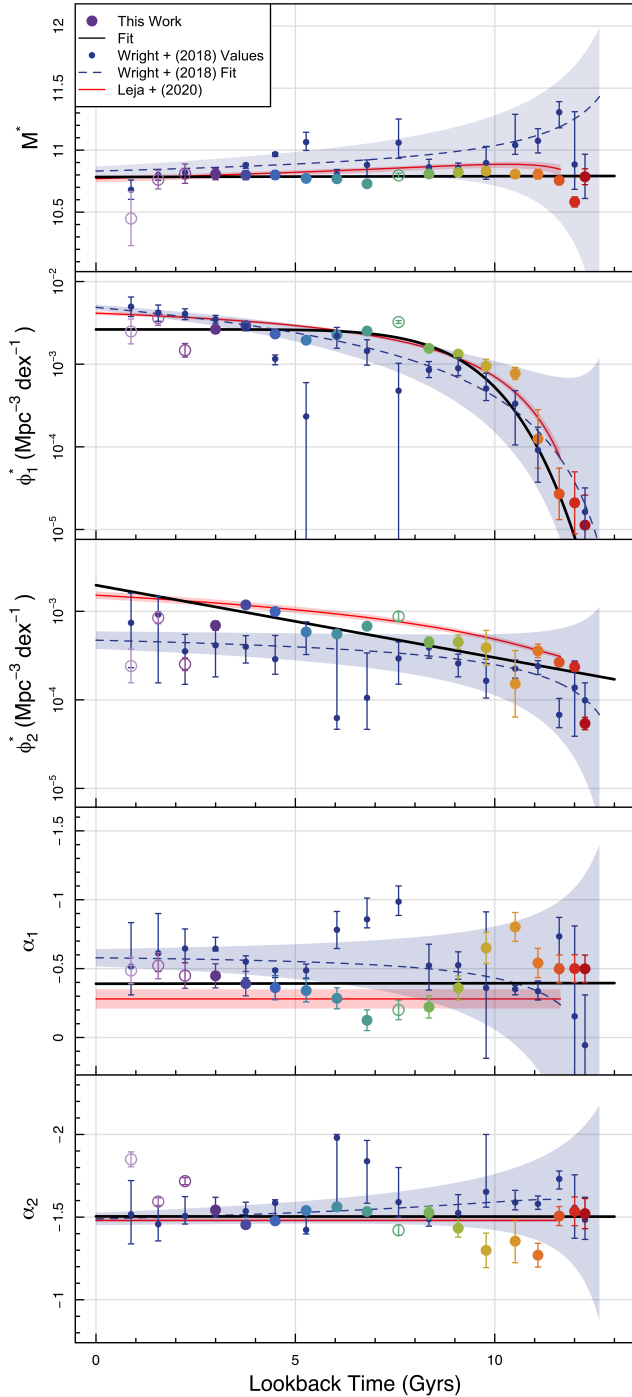 This Work
Fit
Wright + (2018) Values
Wright + (2018) Fit
Leja + (2020)
M*
12
11.5
11
10.5
ϕ₁* (Mpc⁻³ dex⁻¹)
10⁻²
10⁻³
10⁻⁴
10⁻⁵
ϕ₂* (Mpc⁻³ dex⁻¹)
10⁻³
10⁻⁴
10⁻⁵
α₁
−1.5
−1
−0.5
0
α₂
−2
−1.5
−1
0 5 10
Lookback Time (Gyrs)